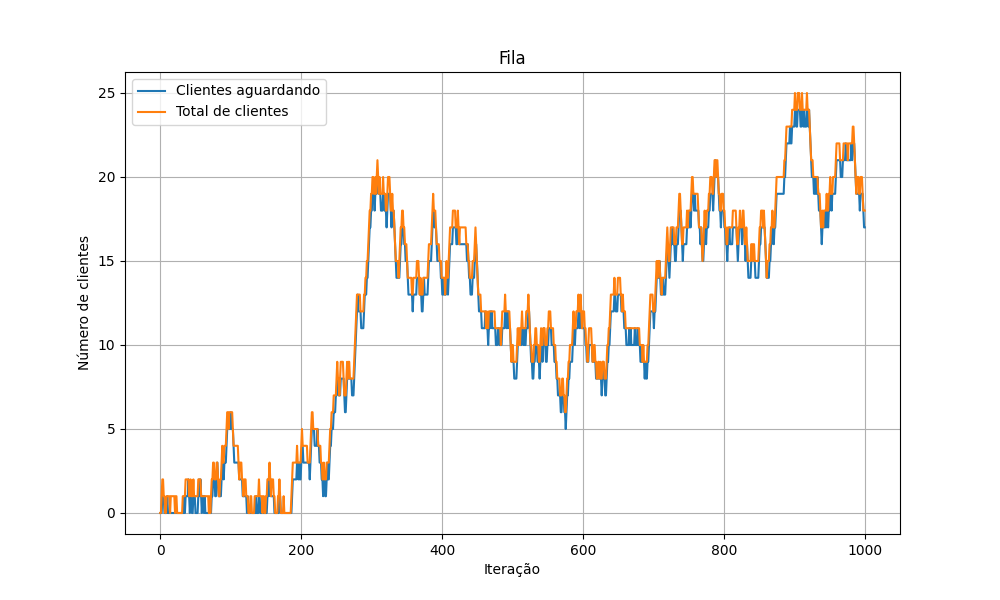 Fila
Clientes aguardando
Total de clientes
Número de clientes
25
20
15
10
5
0
0 200 400 600 800 1000
Iteração